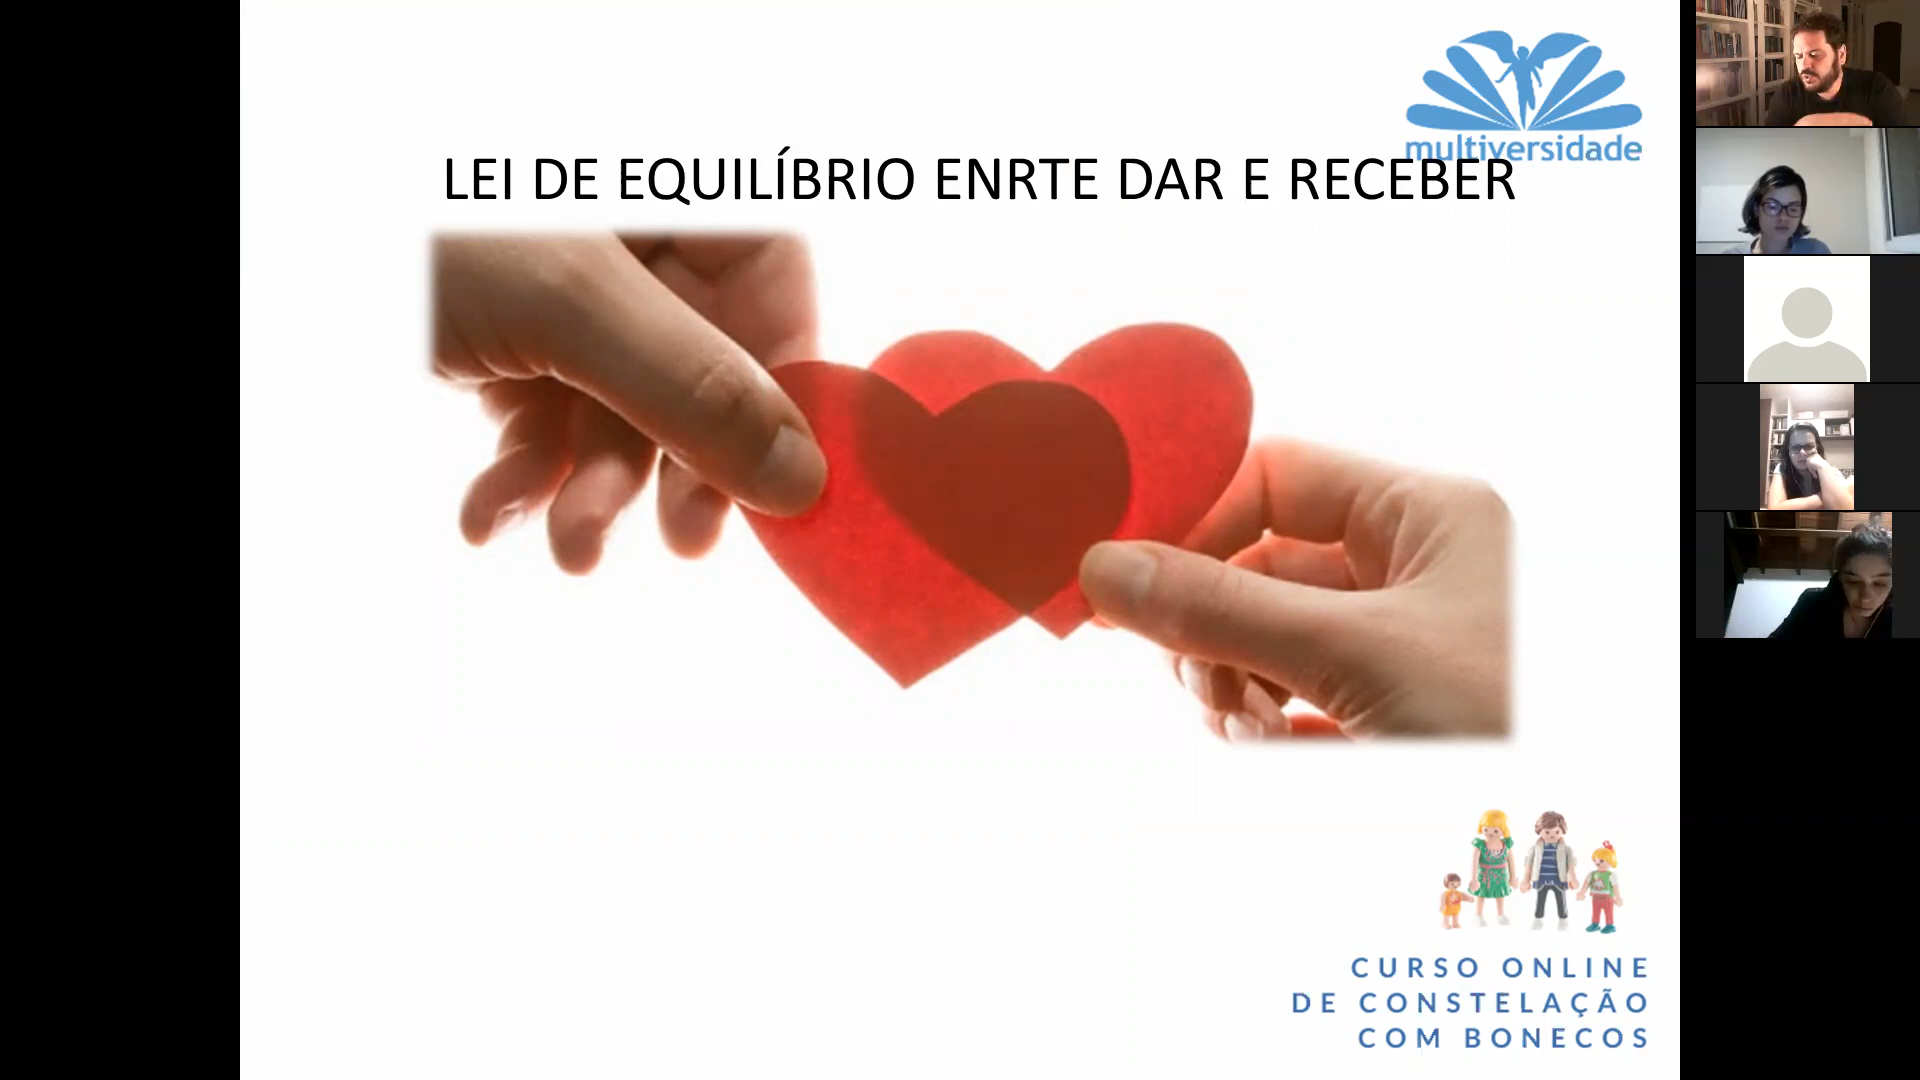 multiversidade
LEI DE EQUILÍBRIO ENRTE DAR E RECEBER
CURSO ONLINE
DE CONSTELAÇÃO
COM BONECOS